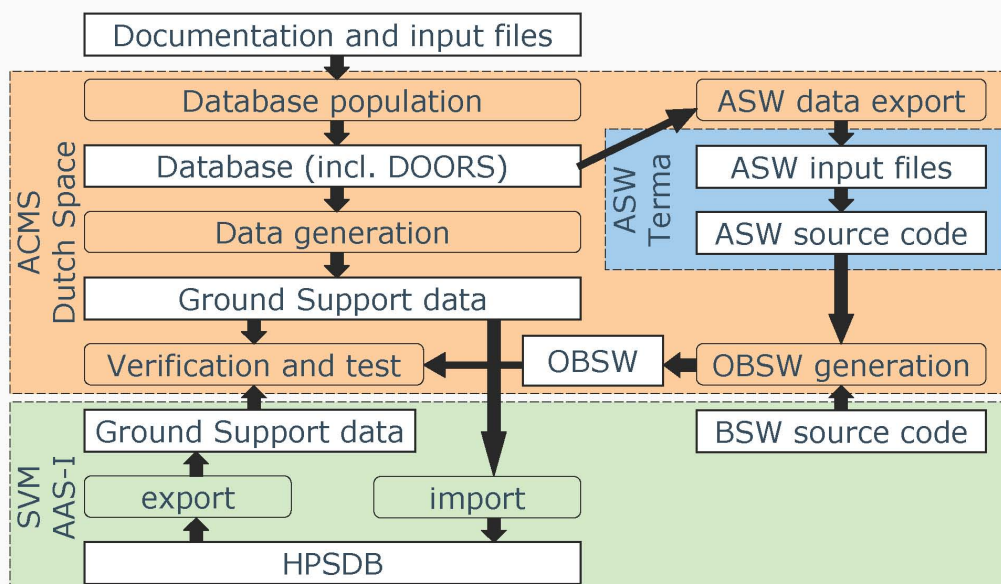 Documentation and input files
Database population
ASW data export
Database (incl. DOORS)
ASW input files
ASW
Terma
ACMS
Dutch Space
Data generation
ASW source code
Ground Support data
Verification and test
OBSW
OBSW generation
Ground Support data
BSW source code
SVM
AAS-I
export
import
HPSDB